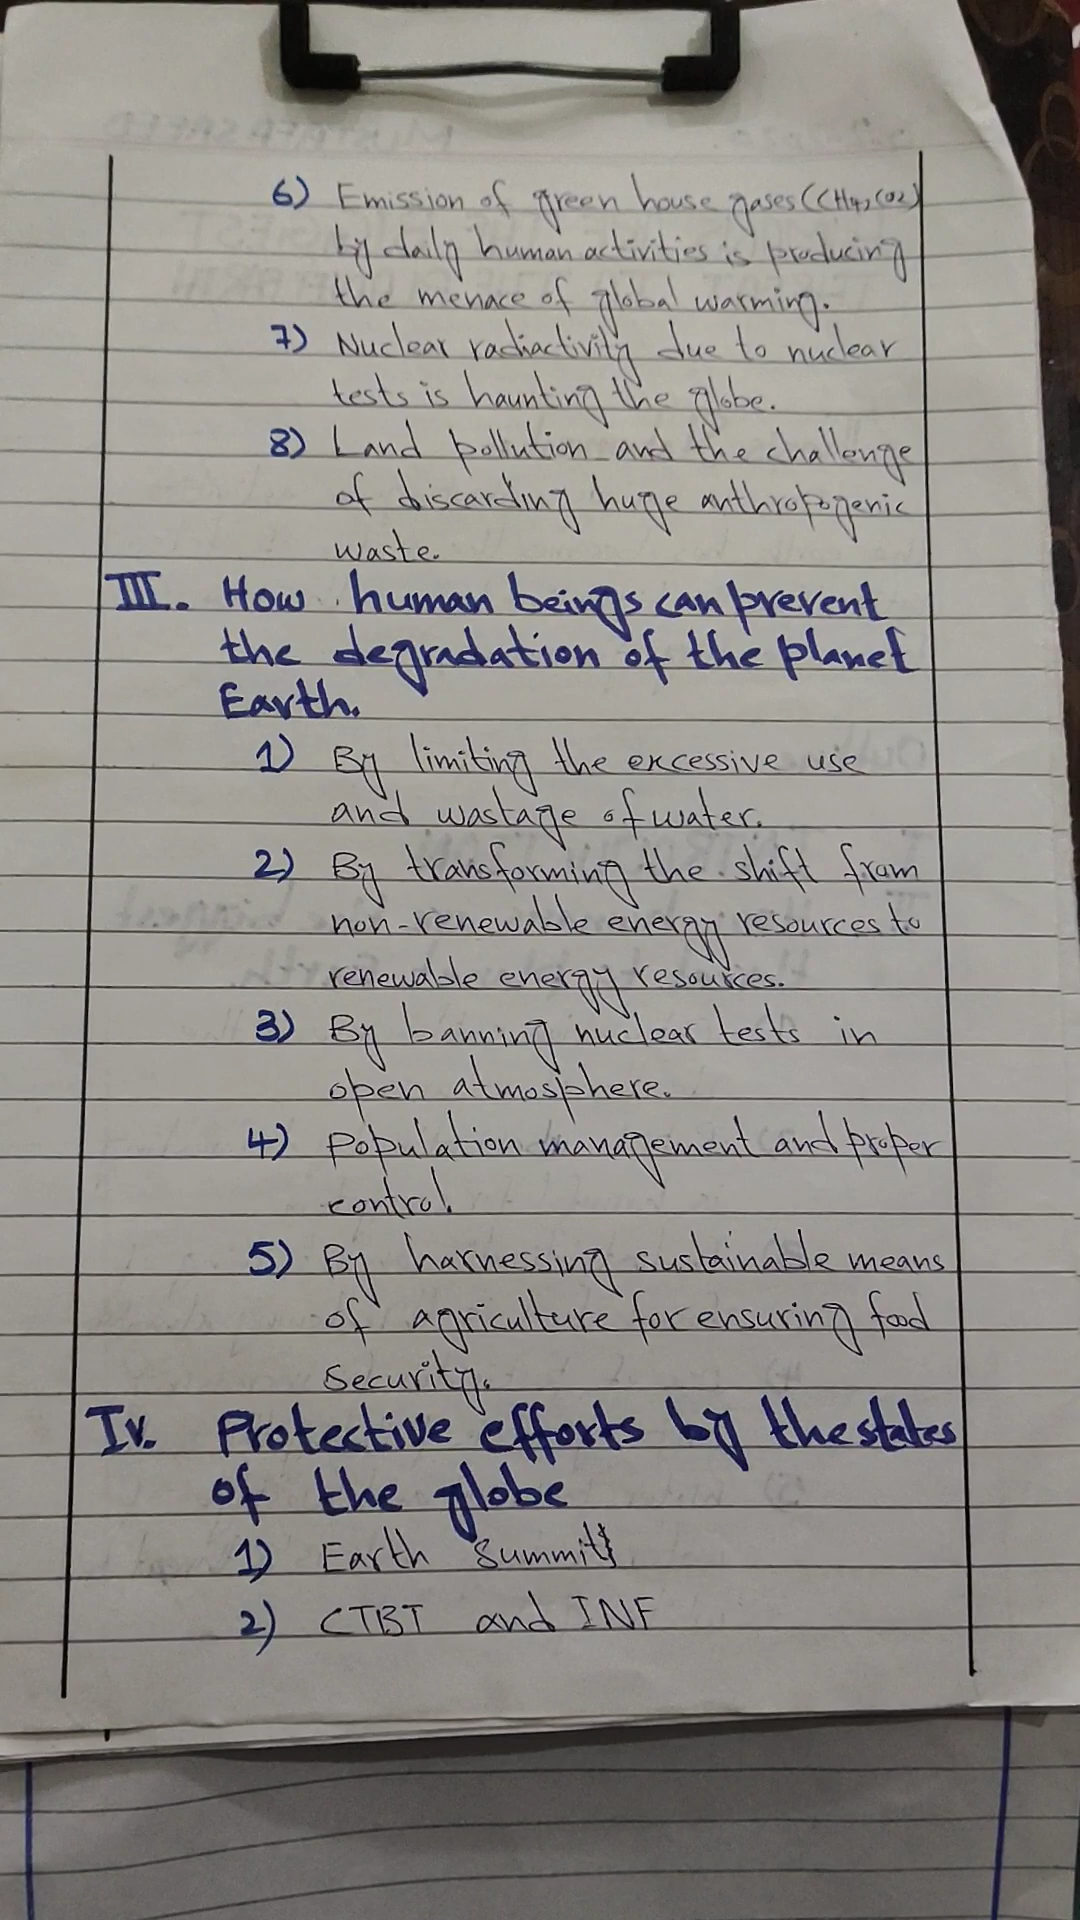 6) Emission of green house gases (CH4, CO2)
by daily human activities is producing
the menace of global warming.
7) Nuclear radiactivity due to nuclear
tests is haunting the globe.
8) Land pollution and the challenge
of discarding huge anthropogenic
waste.
III. How human beings can prevent
the degradation of the planet
Earth.
1) By limiting the excessive use
and wastage of water.
2) By transforming the shift from
non-renewable energy resources to
renewable energy resources.
3) By banning nuclear tests in
open atmosphere.
4) Population management and proper
control.
5) By harnessing sustainable means
of agriculture for ensuring food
security.
IV. Protective efforts by the states
of the globe
1) Earth Summit
2) CTBT and INF